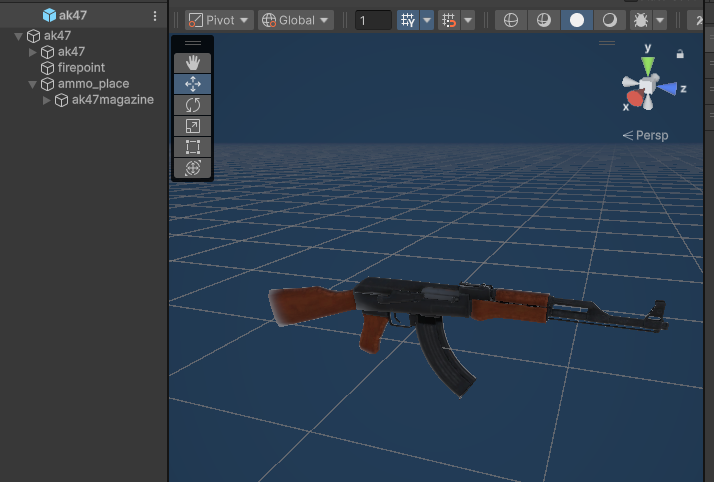 ak47
Pivot
Global
1
ak47
ak47
firepoint
ammo_place
ak47magazine
y
z
x
Persp